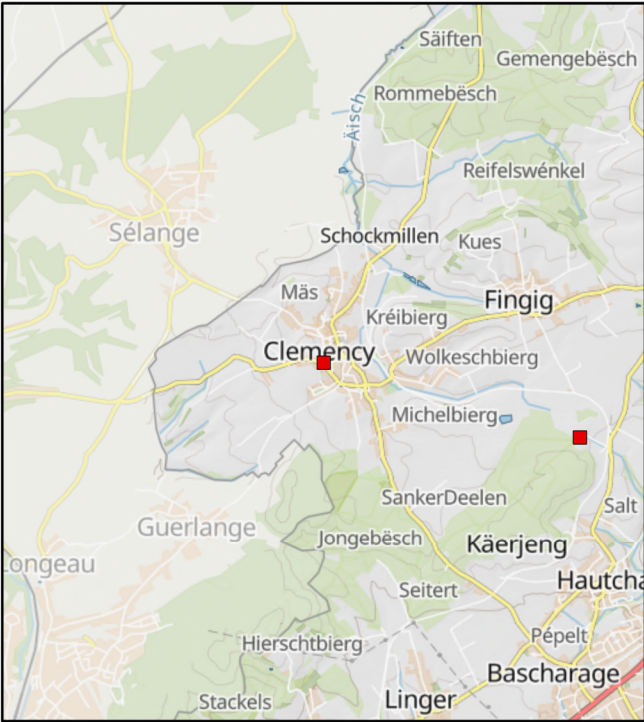 Säiften
Gemengebësch
Rommebësch
Äisch
Reifelswénkel
Sélange
Schockmillen
Kues
Mäs
Fingig
Kréibierg
Clemency
Wolkeschbierg
Michelbierg
SankerDeelen
Salt
Guerlange
Jongebësch
Käerjeng
Longeau
Hautcha
Seitert
Pépelt
Hierschtbierg
Bascharage
Stackels
Linger